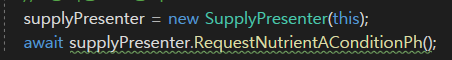 supplyPresenter = new SupplyPresenter(this);
await supplyPresenter.RequestNutrientAConditionPh();